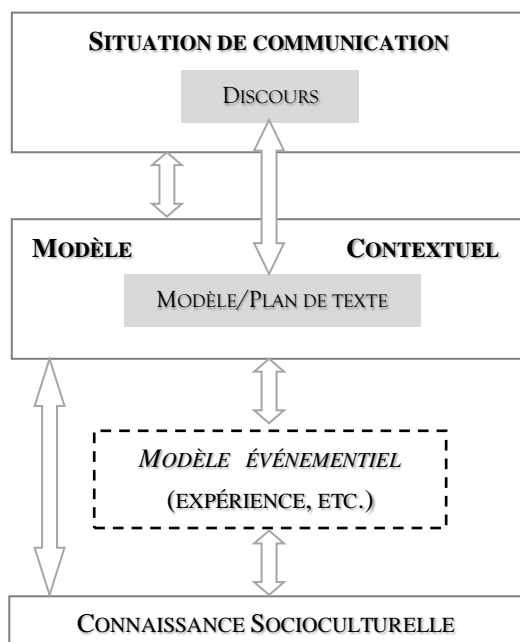 SITUATION DE COMMUNICATION
DISCOURS
MODÈLE CONTEXTUEL
MODÈLE/PLAN DE TEXTE
MODÈLE ÉVÉNEMENTIEL
(EXPÉRIENCE, ETC.)
CONNAISSANCE SOCIOCULTURELLE